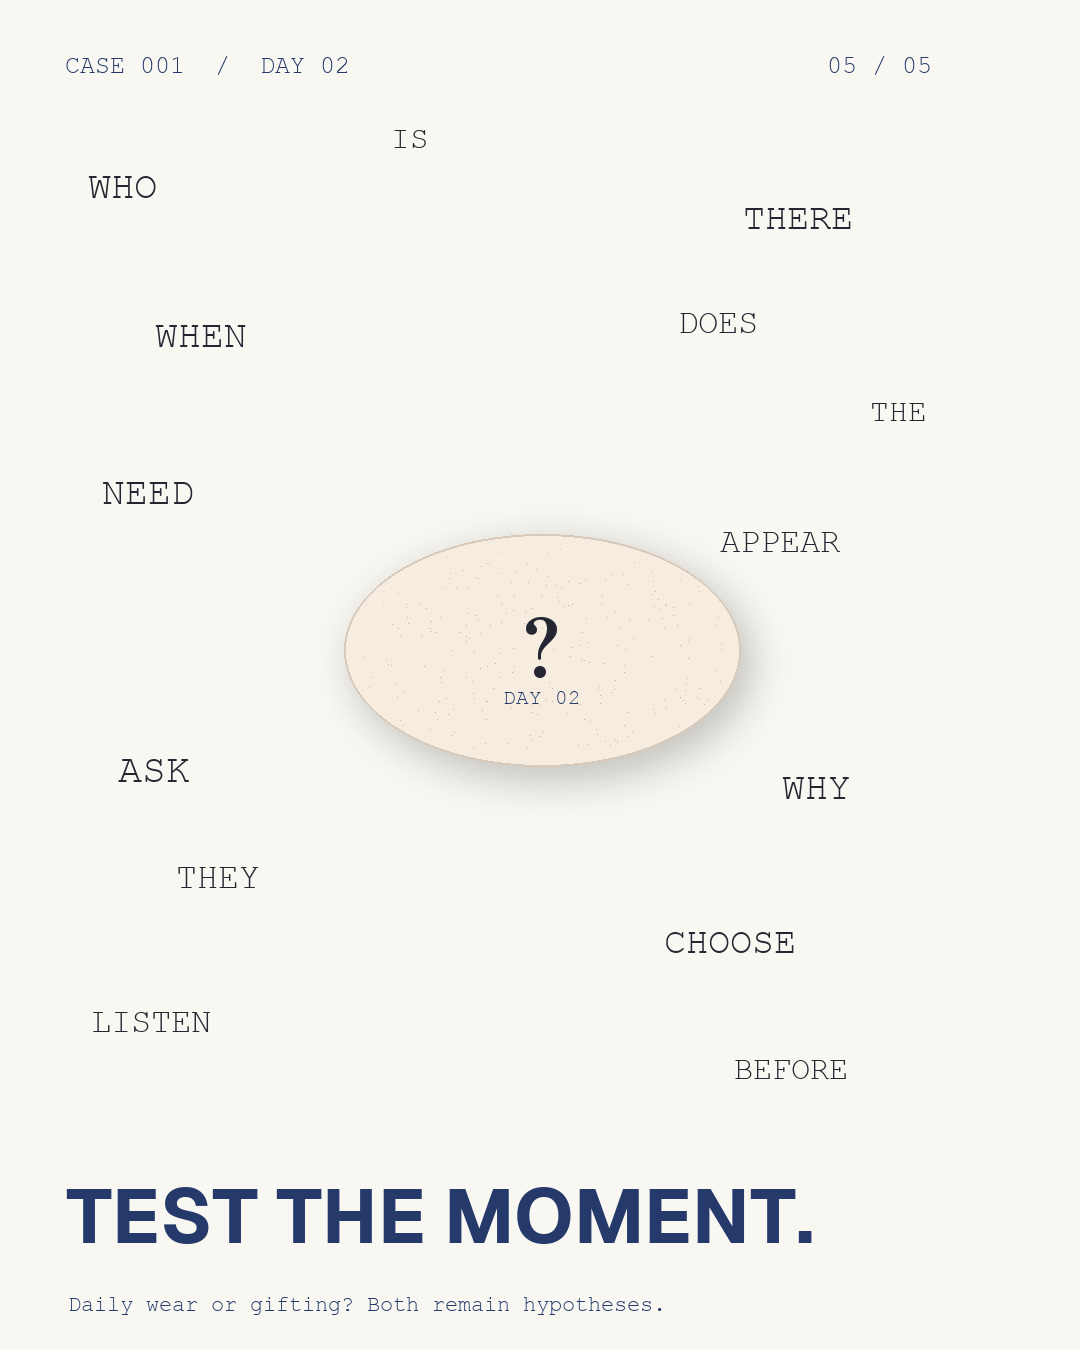 CASE 001 / DAY 02
05 / 05
IS
WHO
THERE
WHEN
DOES
THE
NEED
APPEAR
?
DAY 02
ASK
WHY
THEY
CHOOSE
LISTEN
BEFORE
TEST THE MOMENT.
Daily wear or gifting? Both remain hypotheses.